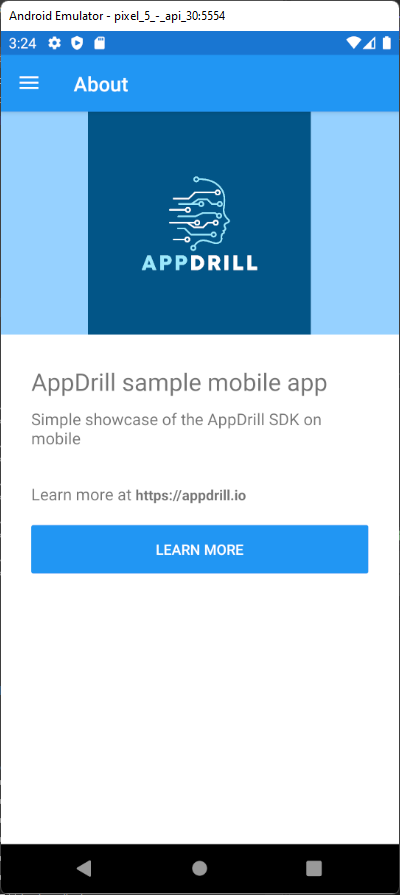 Android Emulator - pixel_5_-_api_30:5554
3:24
About
APPDRILL
AppDrill sample mobile app
Simple showcase of the AppDrill SDK on
mobile
Learn more at https://appdrill.io
LEARN MORE